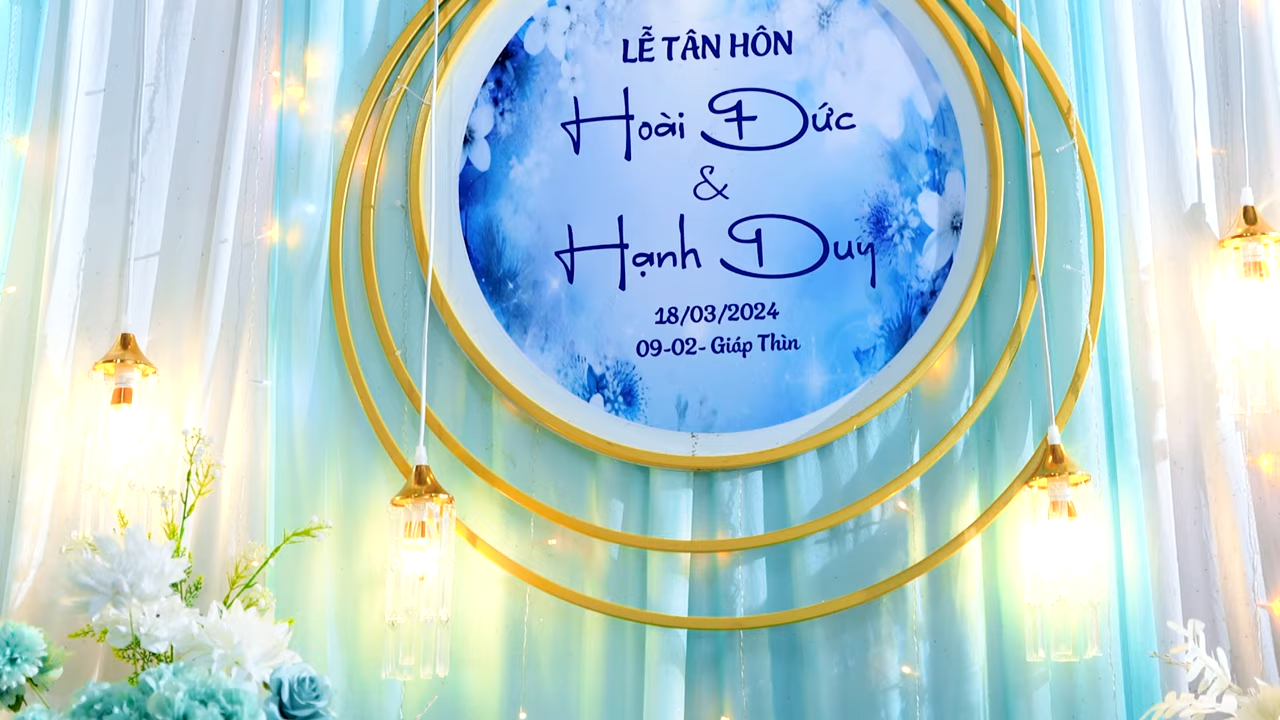 LỄ TÂN HÔN
Hoài Đức
&
Hạnh Duy
18/03/2024
09-02- Giáp Thìn